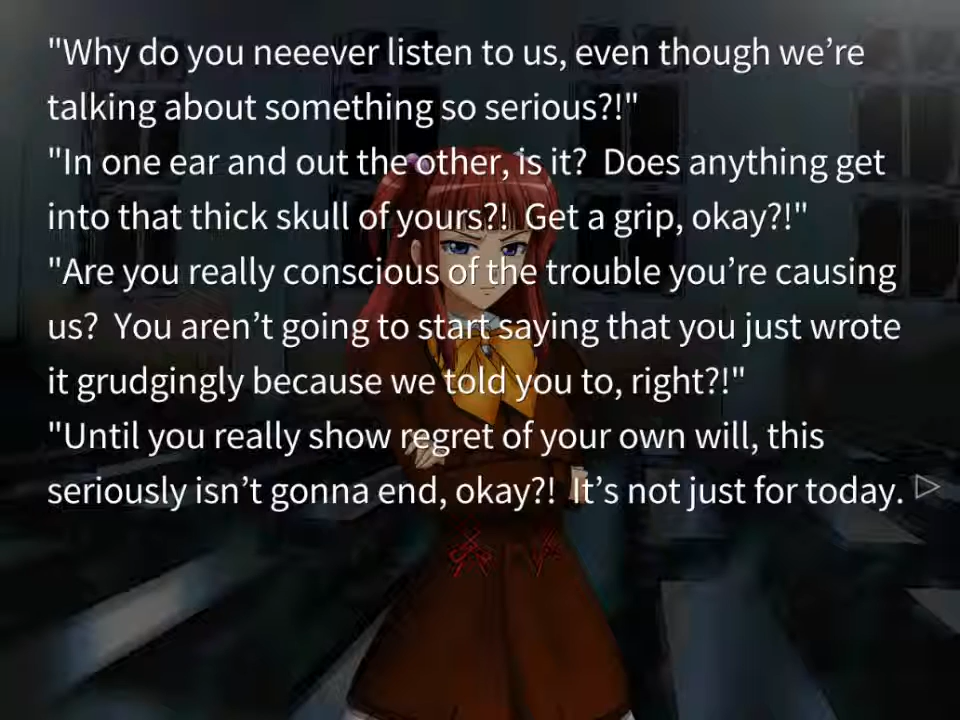 "Why do you neeever listen to us, even though we’re
talking about something so serious?!"
"In one ear and out the other, is it?  Does anything get
into that thick skull of yours?!  Get a grip, okay?!"
"Are you really conscious of the trouble you’re causing
us?  You aren’t going to start saying that you just wrote
it grudgingly because we told you to, right?!"
"Until you really show regret of your own will, this
seriously isn’t gonna end, okay?!  It’s not just for today.